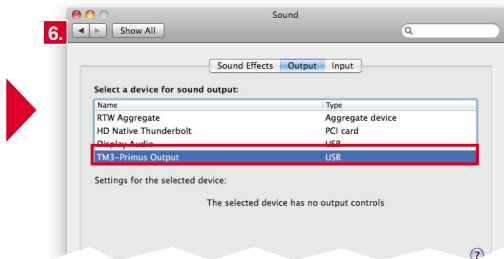 Sound
6.
Show All
Sound Effects Output Input
Select a device for sound output:
Name Type
RTW Aggregate Aggregate device
HD Native Thunderbolt PCI card
Display Audio USB
TM3-Primus Output USB
Settings for the selected device:
The selected device has no output controls
?